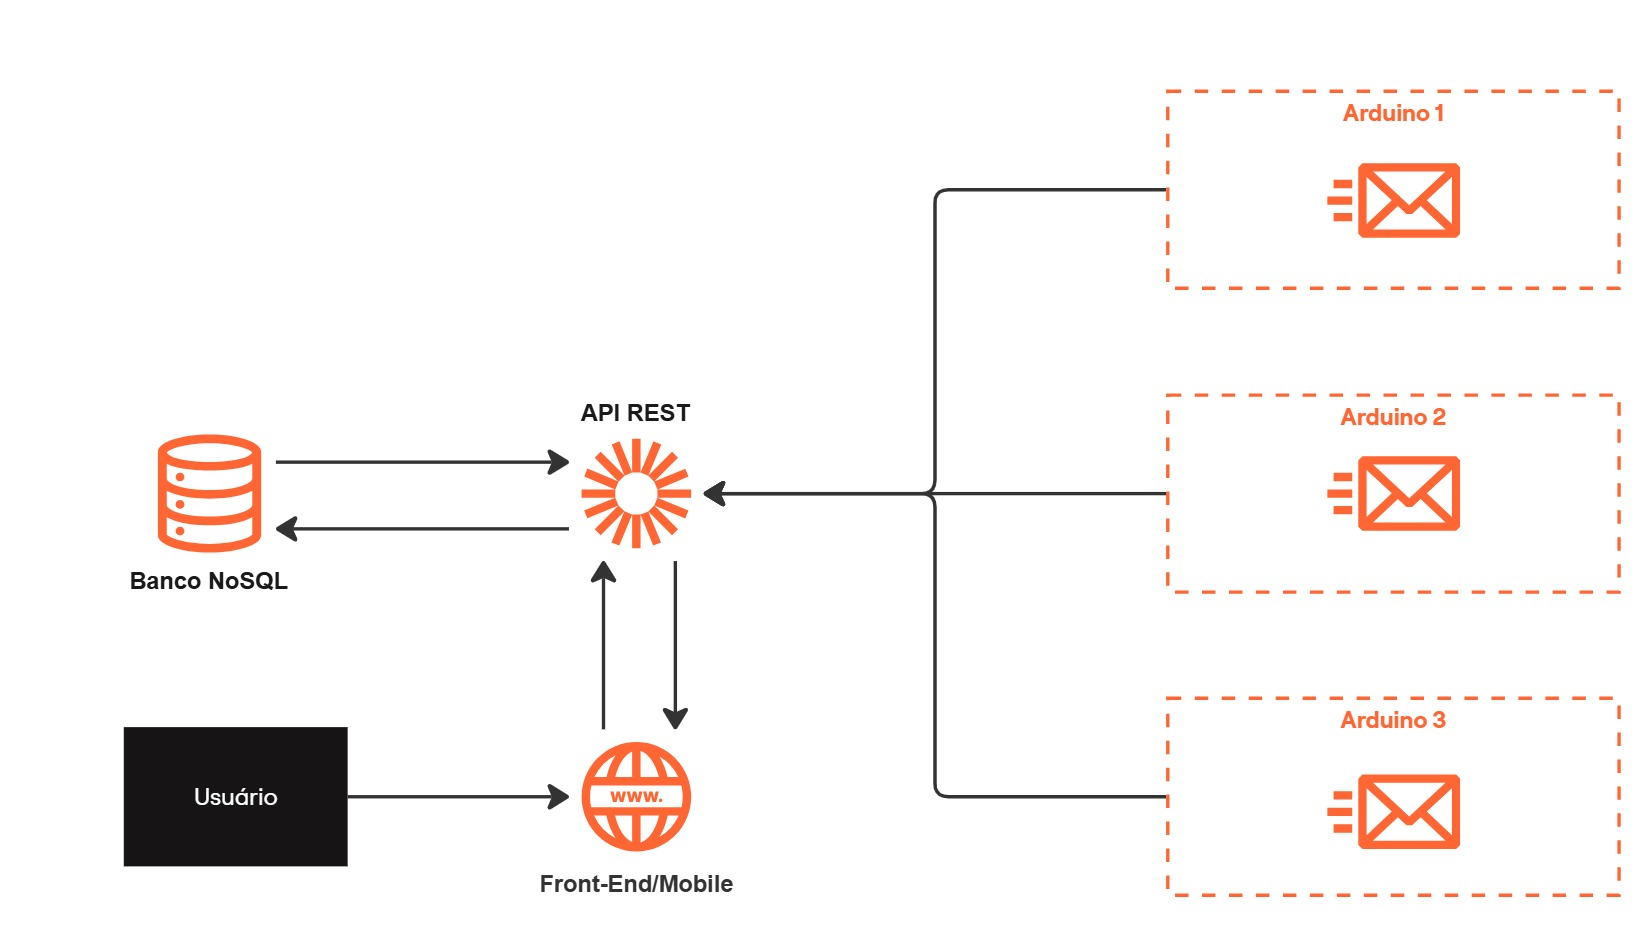 Arduino 1
Arduino 2
API REST
Banco NoSQL
Arduino 3
Usuário
www.
Front-End/Mobile